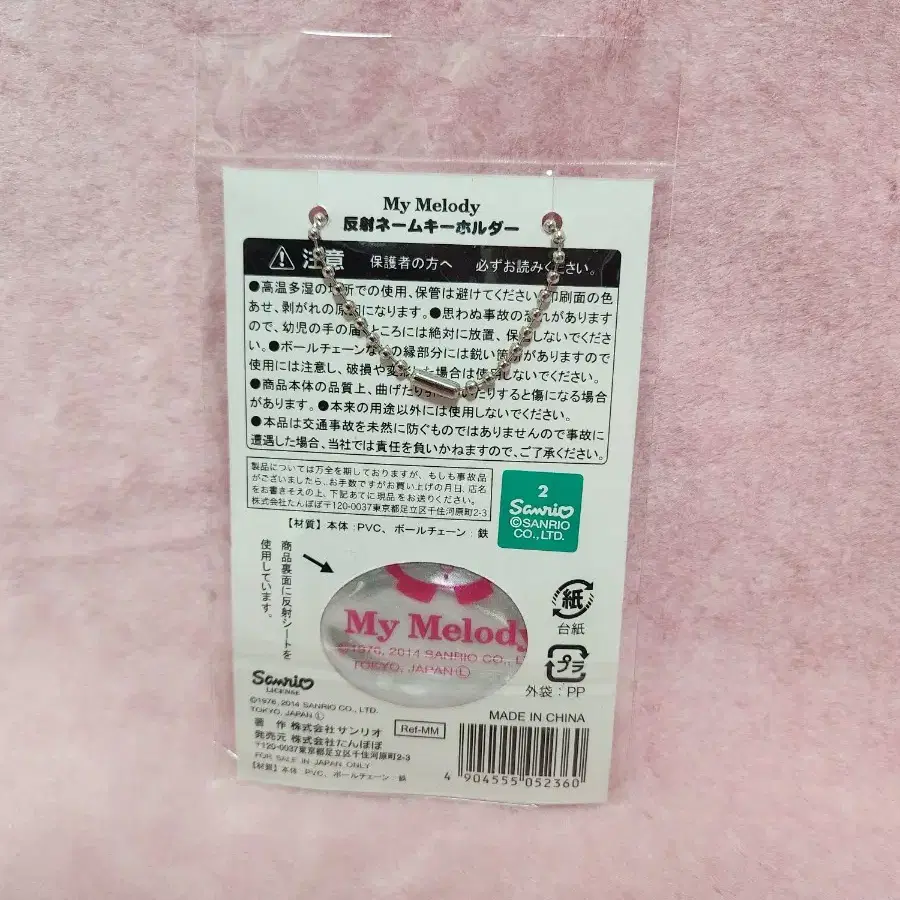 My Melody
反射ネームキーホルダー
注意 保護者の方へ 必ずお読みください。
●高温多湿の場所での使用、保管は避けてください。印刷面の色
あせ、剥がれの原因になります。●思わぬ事故の恐れがあります
ので、幼児の手の届くところには絶対に放置、保管しないでくださ
い。●ボールチェーンなどの縁部分には鋭い箇所がありますので
使用には注意し、破損や変形した場合は使用しないでください。
●商品本体の品質上、曲げたり引っ いたりすると傷になる場合
があります。●本来の用途以外には使用しないでください。
●本品は交通事故を未然に防ぐものではありませんので事故に
遭遇した場合、当社では責任を負いかねますので、ご了承ください。
製品については万全を期しておりますが、もしも事故品
がございましたら、お手数ですがお買い上げの月日、店名
をお書きそえの上、下記あてに現品をお送りください。
株式会社たんぽぽ〒120-0037東京都足立区千住河原町2-3
2
Sanrio
©SANRIO
CO.,LTD.
【材質】本体:PVC、ボールチェーン:鉄
商品裏面に反射シートを
使用しています。
My Melody
©1976, 2014 SANRIO CO., LT
TOKYO, JAPAN Ⓛ
紙
台紙
プラ
外袋:PP
Sanrio
LICENSE
©1976, 2014 SANRIO CO., LTD.
TOKYO, JAPAN Ⓛ
著 作 株式会社サンリオ
発売元 株式会社たんぽぽ
〒120-0037東京都足立区千住河原町2-3
FOR SALE IN JAPAN ONLY
【材質】本体:PVC、ボールチェーン:鉄
Ref-MM
MADE IN CHINA
4 904555 052360